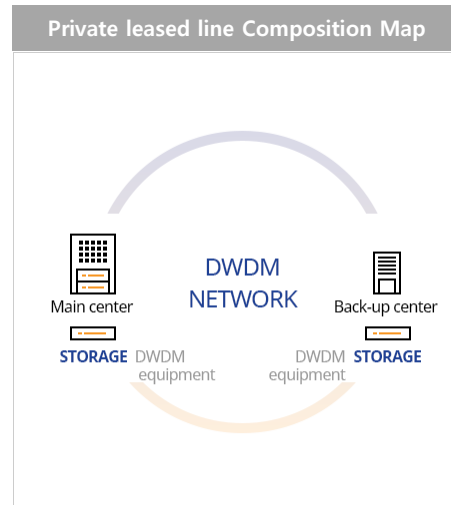 Private leased line Composition Map
DWDM
NETWORK
Main center
Back-up center
STORAGE DWDM
equipment
DWDM STORAGE
equipment